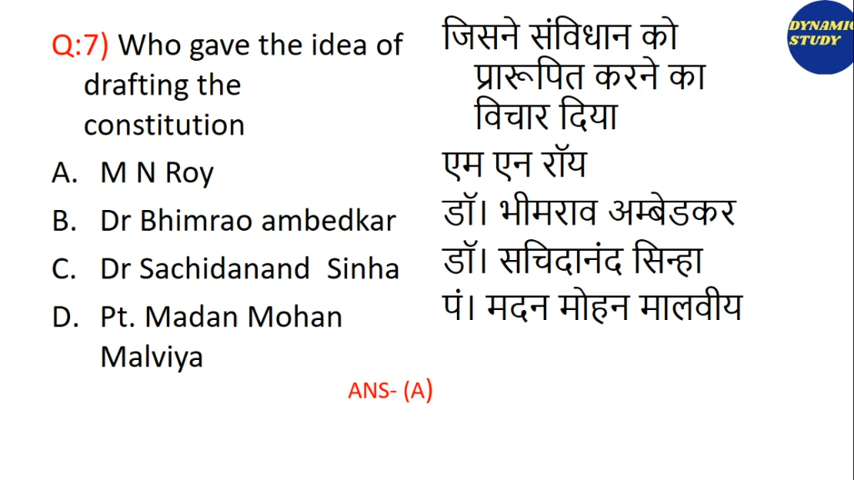 Q:7) Who gave the idea of
drafting the
constitution
A. M N Roy
B. Dr Bhimrao ambedkar
C. Dr Sachidanand Sinha
D. Pt. Madan Mohan
Malviya
ANS- (A)
जिसने संविधान को
प्रारूपित करने का
विचार दिया
एम एन रॉय
डॉ। भीमराव अम्बेडकर
डॉ। सचिदानंद सिन्हा
पं। मदन मोहन मालवीय
DYNAMIC
STUDY